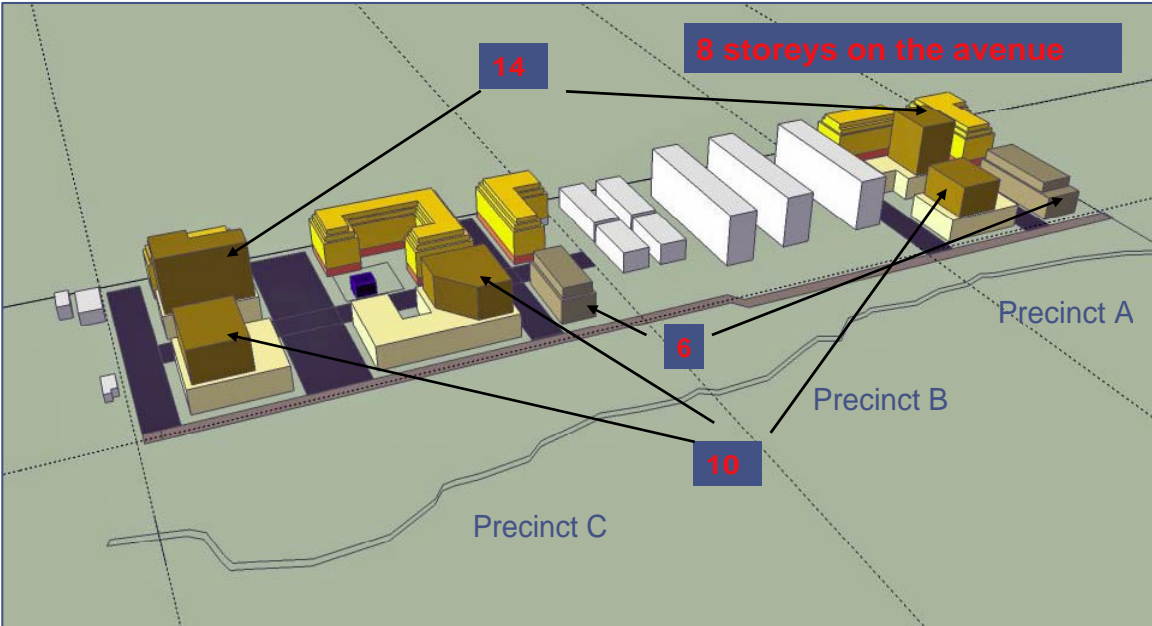 8 storeys on the avenue
14
Precinct A
6
Precinct B
10
Precinct C